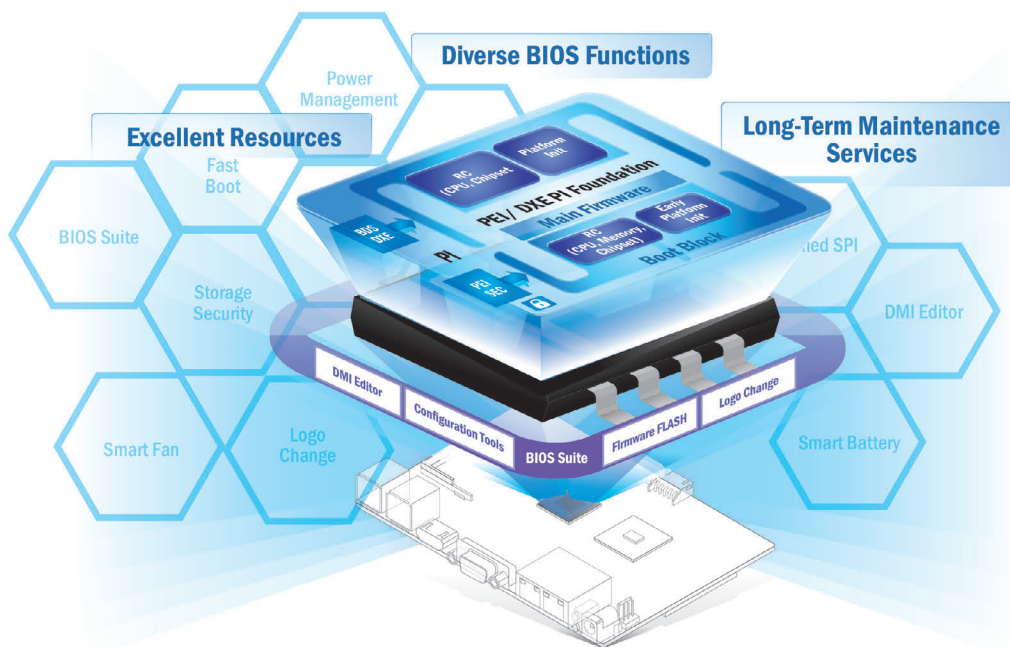 Diverse BIOS Functions
Power
Management
Excellent Resources
Long-Term Maintenance
Services
Fast
Boot
BIOS Suite
Storage
Security
Smart Fan
Logo
Change
RC
(CPU, Chipset
Platform
Init
PEI/ DXE PI Foundation
Main Firmware
BDS
DXE
PI
RC
(CPU, Memory,
Chipset)
Early
Platform
Init
Boot Block
PEI
SEC
SPI
DMI Editor
Smart Battery
DMI Editor
Configuration Tools
BIOS Suite
Firmware FLASH
Logo Change